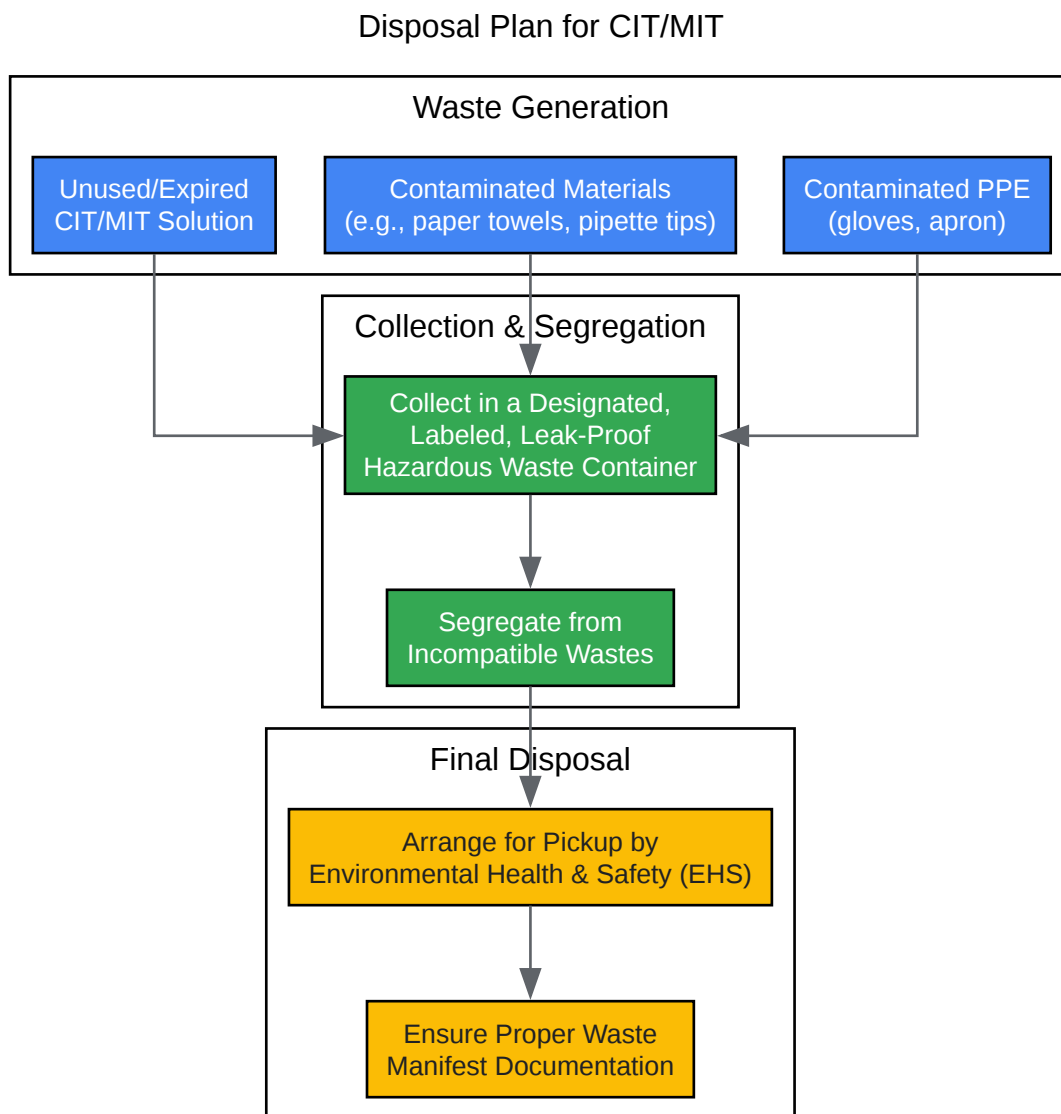 Disposal Plan for CIT/MIT
Waste Generation
Unused/Expired
CIT/MIT Solution
Contaminated Materials
(e.g., paper towels, pipette tips)
Contaminated PPE
(gloves, apron)
Collection & Segregation
Collect in a Designated,
Labeled, Leak-Proof
Hazardous Waste Container
Segregate from
Incompatible Wastes
Final Disposal
Arrange for Pickup by
Environmental Health & Safety (EHS)
Ensure Proper Waste
Manifest Documentation